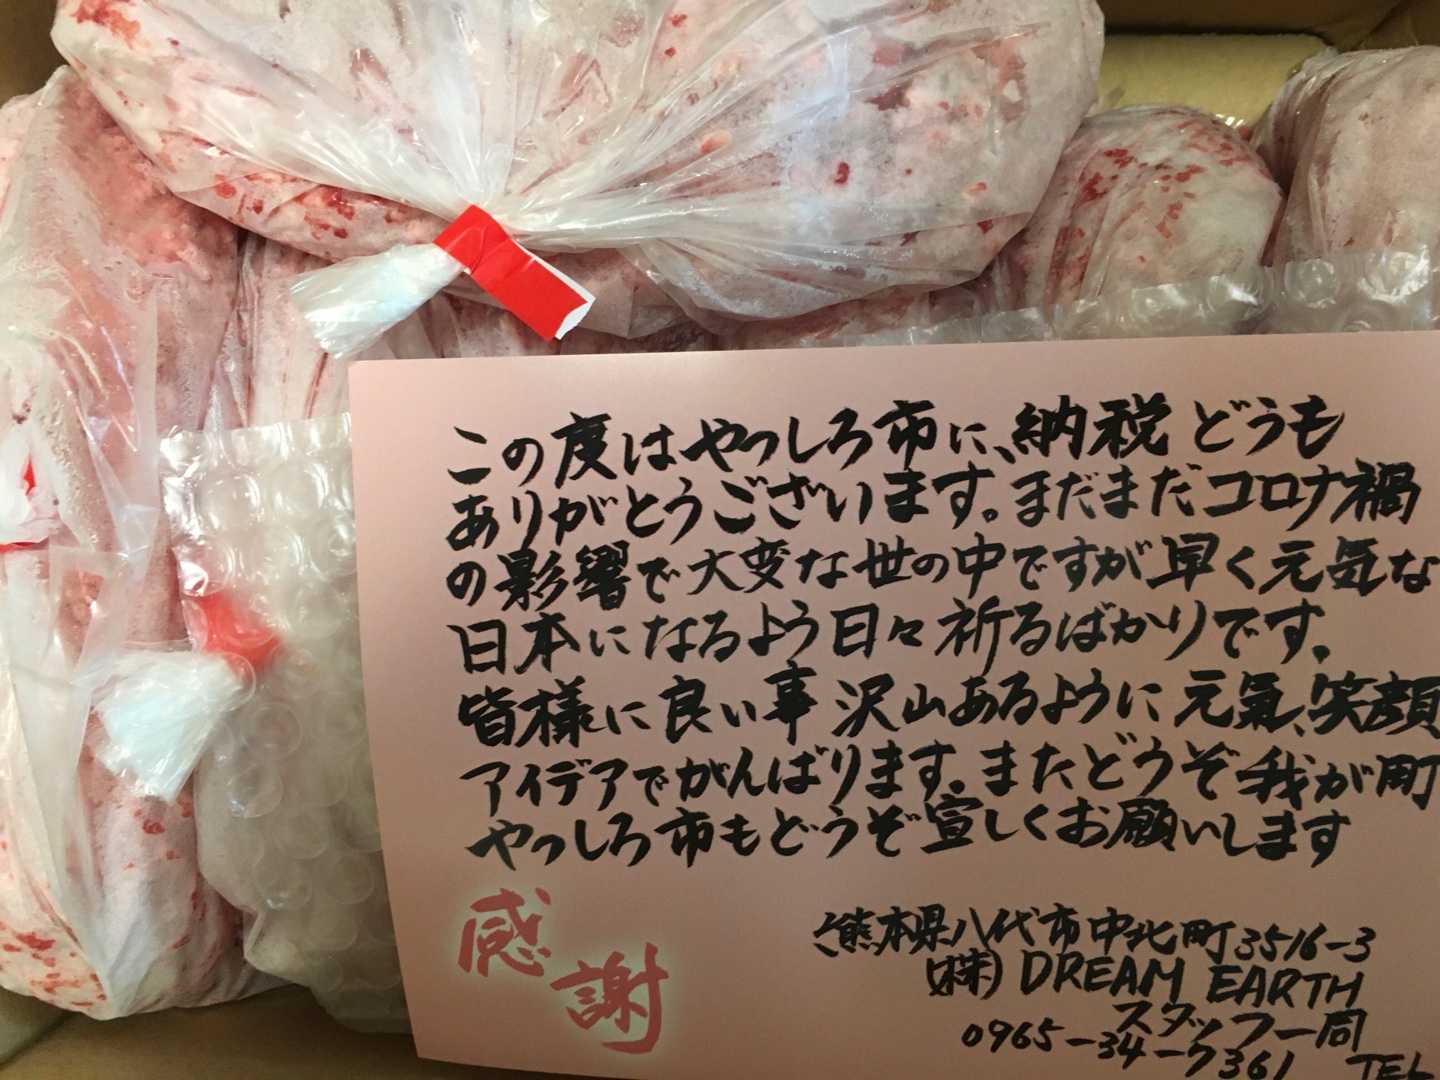 この度はやっしろ市に、納税どうも
ありがとうございます。まだまだコロナ禍
の影響で大変な世の中ですが早く元気な
日本になるよう日々祈るばかりです。
皆様に良い事沢山あるように元氣、笑顔
アイデアでがんばります。またどうぞ我が町
やっしろ市もどうぞ宜しくお願いします
感謝
熊本県八代市中北町3516-3
(株)DREAM EARTH
スタッフ一同
0965-34-7361 TEL